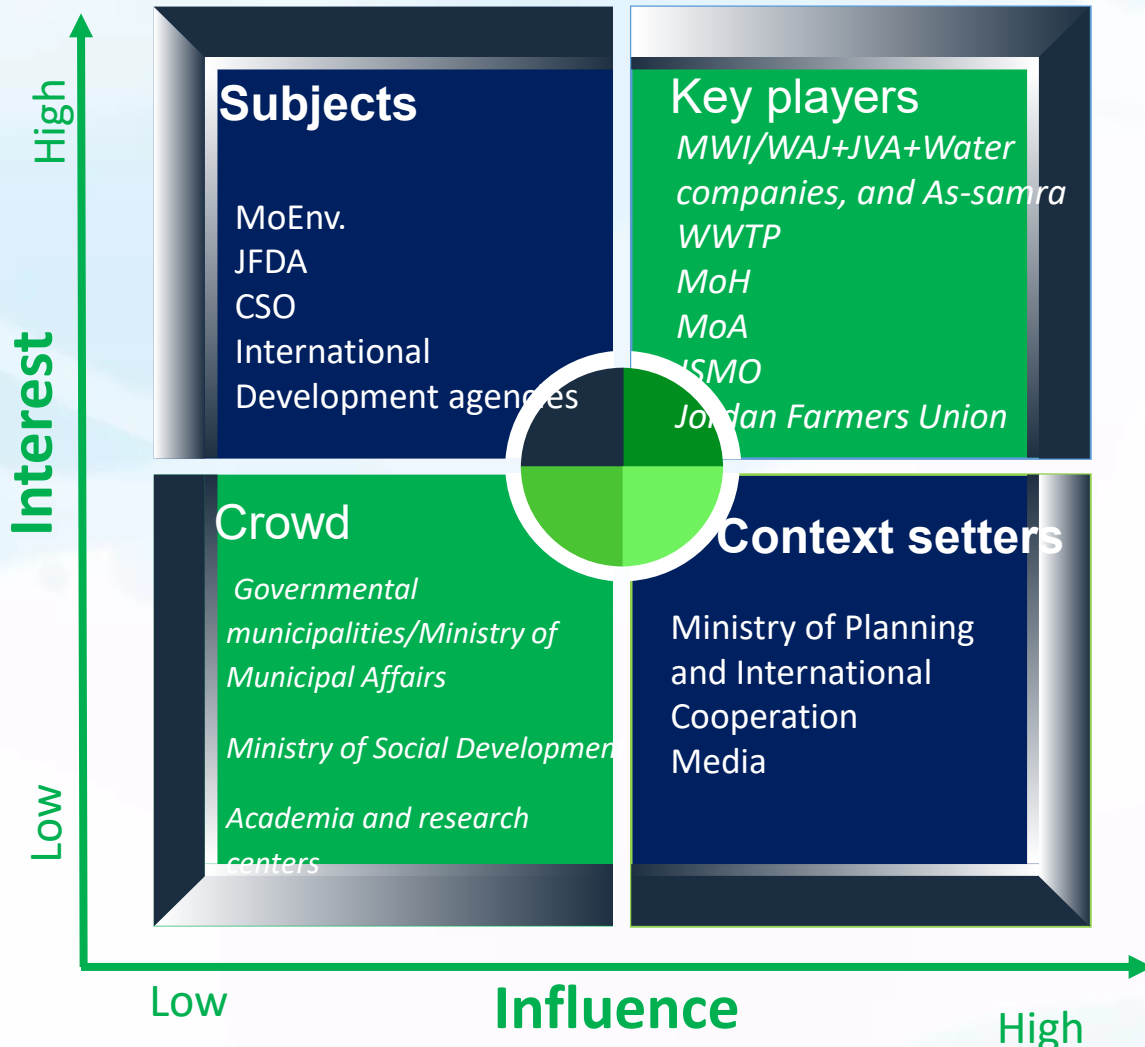 High
Interest
Low
Subjects
MoEnv.
JFDA
CSO
International
Development agencies
Key players
MWI/WAJ+JVA+Water
companies, and As-samra
WWTP
MoH
MoA
JSMO
Jordan Farmers Union
Crowd
Governmental
municipalities/Ministry of
Municipal Affairs
Ministry of Social Developmen
Academia and research
centers
Context setters
Ministry of Planning
and International
Cooperation
Media
Low
Influence
High